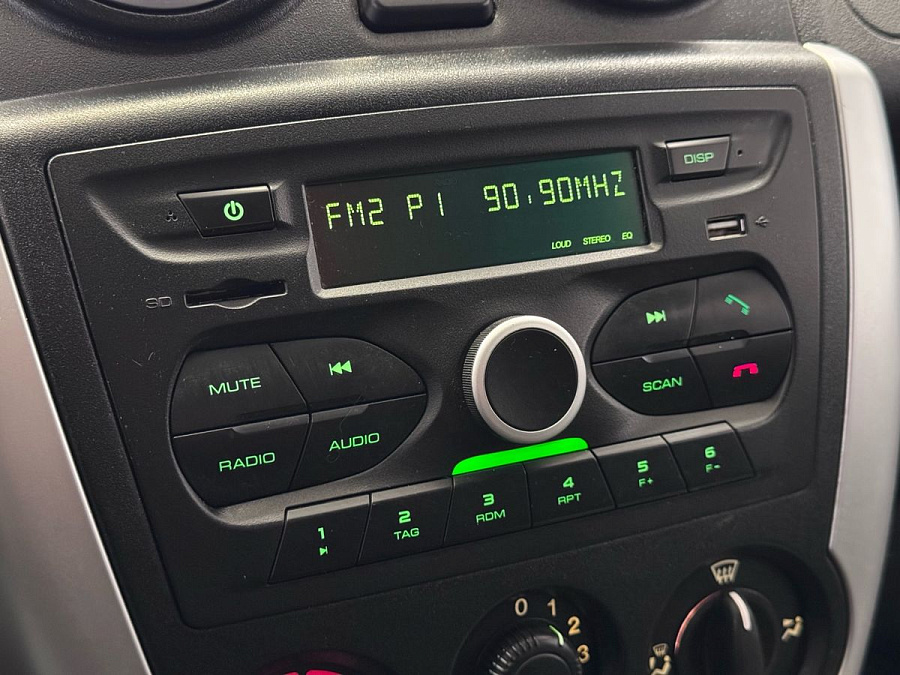 DISP
FM2 P1 90.90MHZ
LOUD STEREO EQ
SD
MUTE
SCAN
RADIO
AUDIO
1
2
TAG
3
RDM
4
RPT
5
F+
6
F-
0 1 2 3